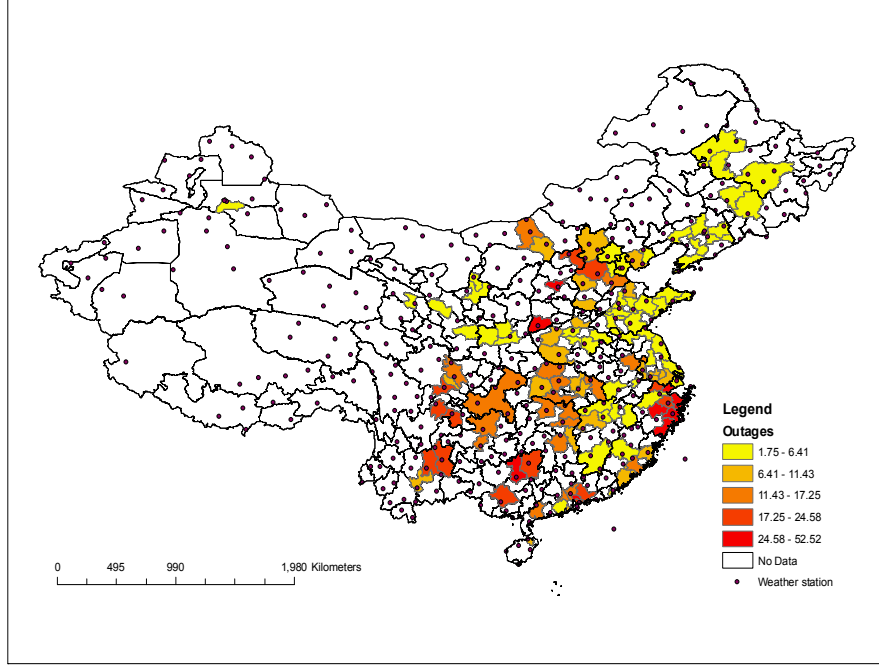 Legend
Outages
1.75 - 6.41
6.41 - 11.43
11.43 - 17.25
17.25 - 24.58
24.58 - 52.52
No Data
Weather station
0 495 990 1,980 Kilometers